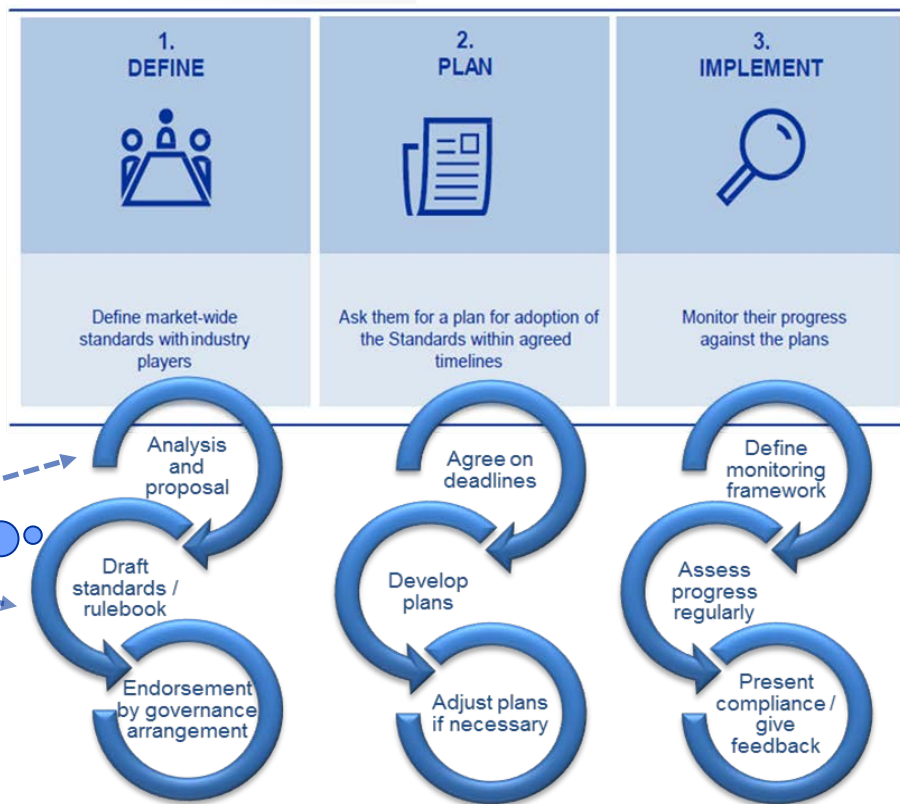 1.
DEFINE
2.
PLAN
3.
IMPLEMENT
Define market-wide
standards with industry
players
Ask them for a plan for adoption of
the Standards within agreed
timelines
Monitor their progress
against the plans
Analysis
and
proposal
Draft
standards /
rulebook
Endorsement
by governance
arrangement
Agree on
deadlines
Develop
plans
Adjust plans
if necessary
Define
monitoring
framework
Assess
progress
regularly
Present
compliance /
give
feedback